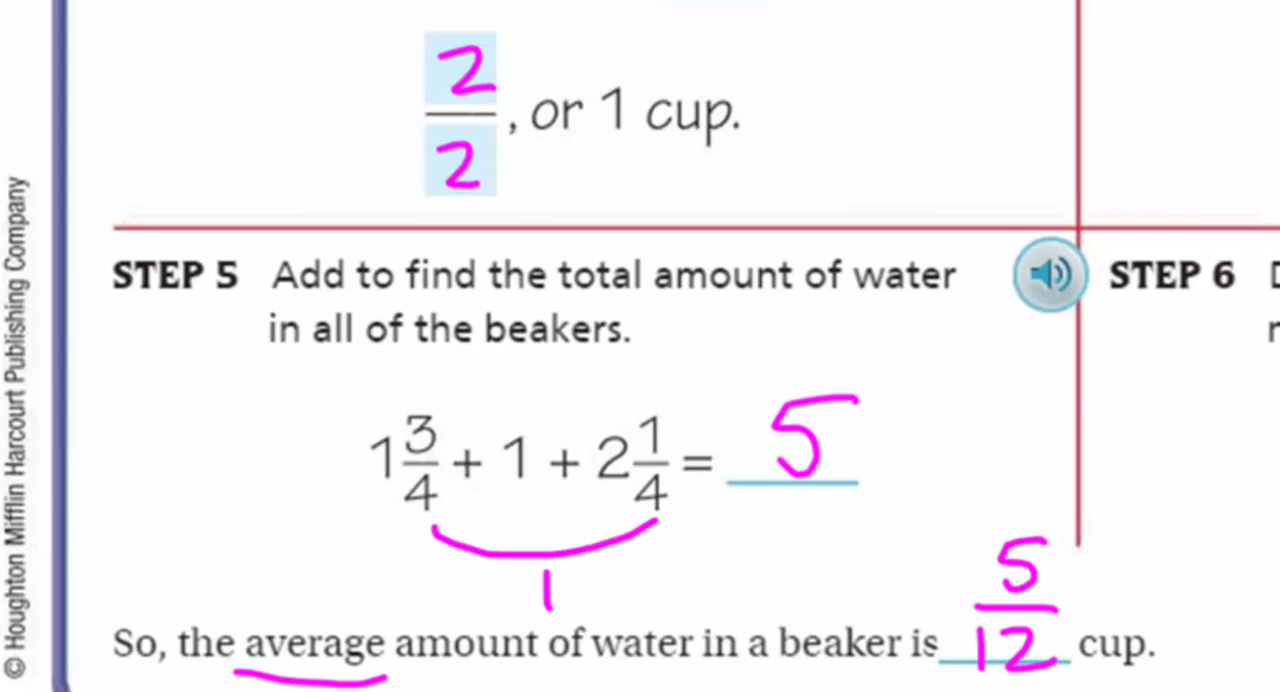 2/2, or 1 cup.
© Houghton Mifflin Harcourt Publishing Company
STEP 5 Add to find the total amount of water
in all of the beakers.
1 3/4 + 1 + 2 1/4 = 5
1
So, the average amount of water in a beaker is 5/12 cup.
STEP 6